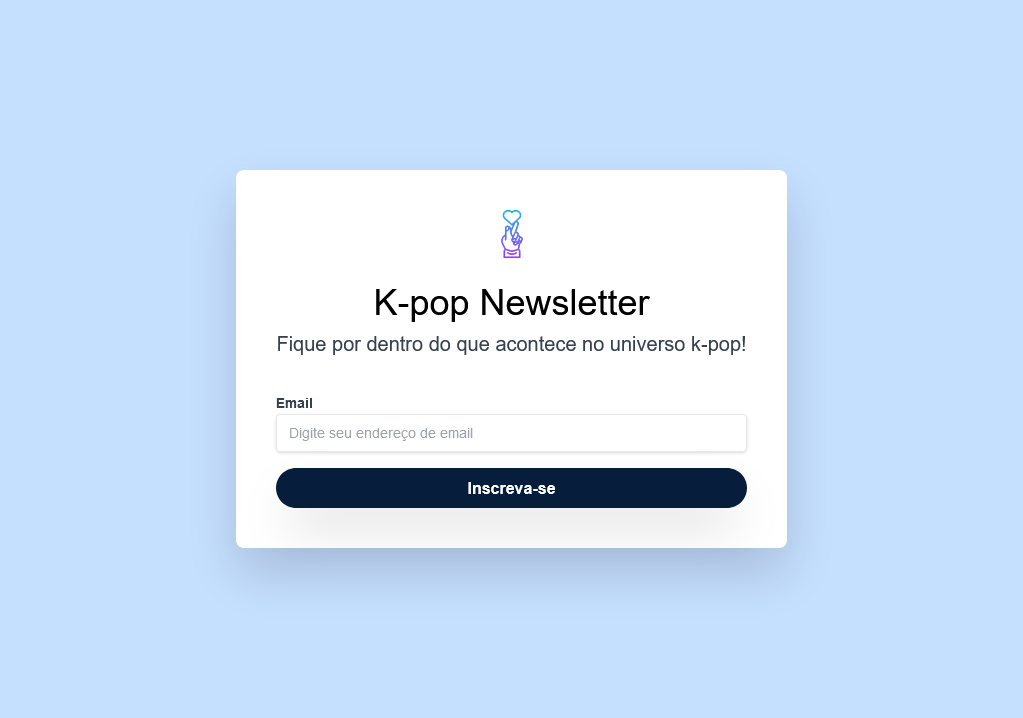 K-pop Newsletter
Fique por dentro do que acontece no universo k-pop!
Email
Digite seu endereço de email
Inscreva-se